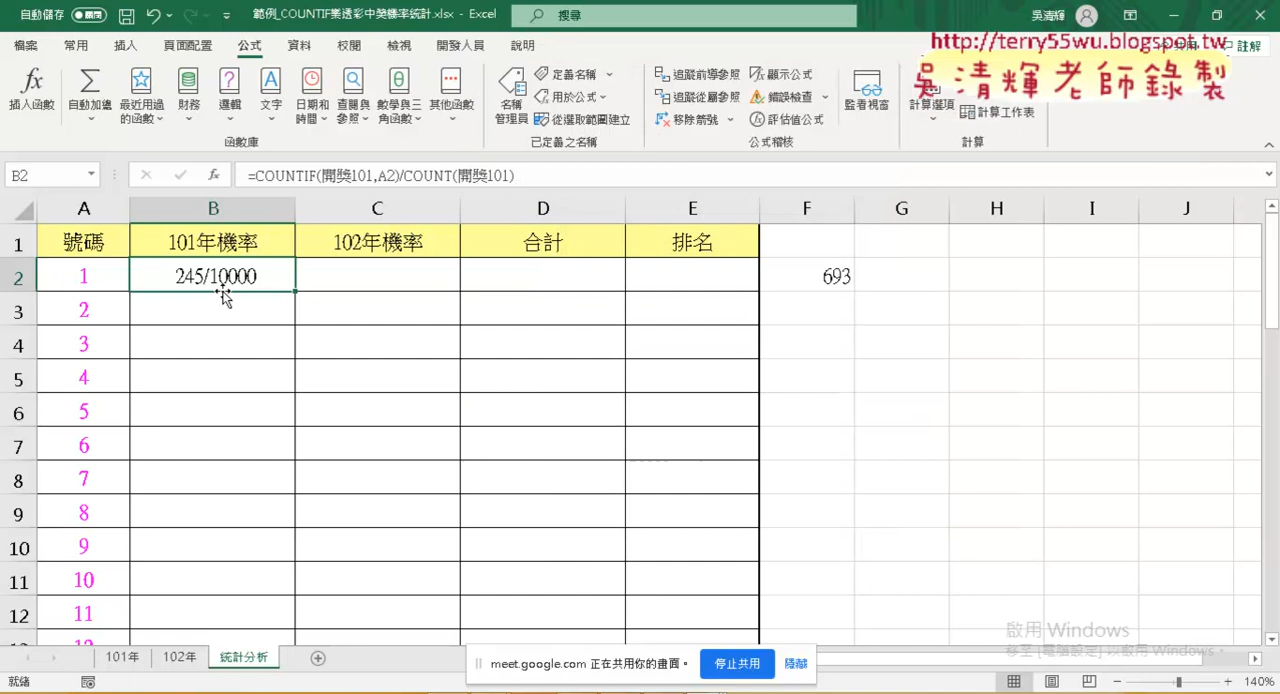 自動儲存
範例_COUNTIF樂透彩中獎機率統計.xlsx - Excel
搜尋
吳清輝
檔案 常用 插入 頁面配置 公式 資料 校閱 檢視 開發人員 說明
共用 註解
http://terry55wu.blogspot.tw
吳清輝老師錄製
插入函數
自動加總
最近用過的函數
財務
邏輯
文字
日期和時間
查閱與參照
數學與三角函數
其他函數
函數庫
名稱管理員
定義名稱
用於公式
從選取範圍建立
已定義之名稱
追蹤前導參照
追蹤從屬參照
移除箭號
顯示公式
錯誤檢查
評估值公式
公式稽核
監看視窗
計算選項
計算工作表
計算
B2
fx
=COUNTIF(開獎101,A2)/COUNT(開獎101)
A B C D E F G H I J
1 號碼 101年機率 102年機率 合計 排名
2 1 245/10000 693
3 2
4 3
5 4
6 5
7 6
8 7
9 8
10 9
11 10
12 11
啟用 Windows
101年 102年 統計分析
meet.google.com 正在共用你的畫面。 停止共用 隱藏
就緒
140%